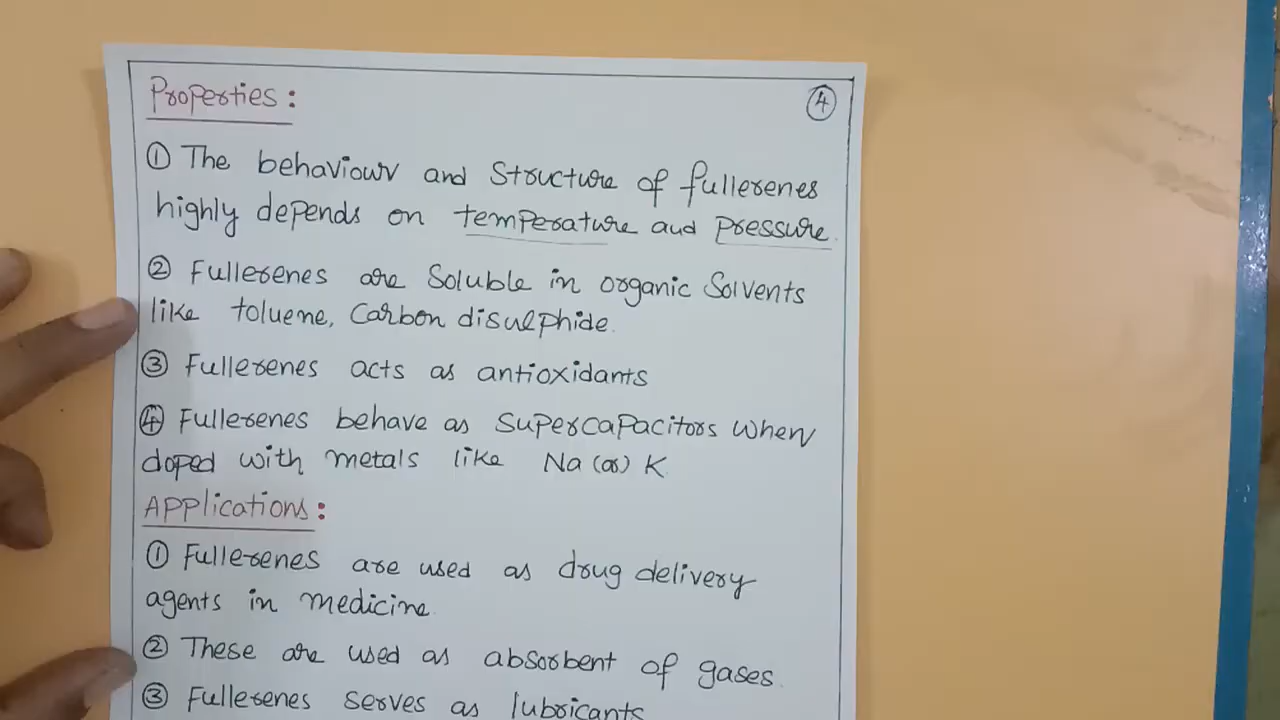 Properties :
4
① The behaviour and Structure of fullerenes
highly depends on temperature and pressure.
② Fullerenes are Soluble in organic Solvents
like toluene, Carbon disulphide.
③ Fullerenes acts as antioxidants
④ Fullerenes behave as supercapacitors when
doped with metals like Na (or) K
Applications :
① Fullerenes are used as drug delivery
agents in medicine.
② These are used as absorbent of gases.
③ Fullerenes serves as lubricants